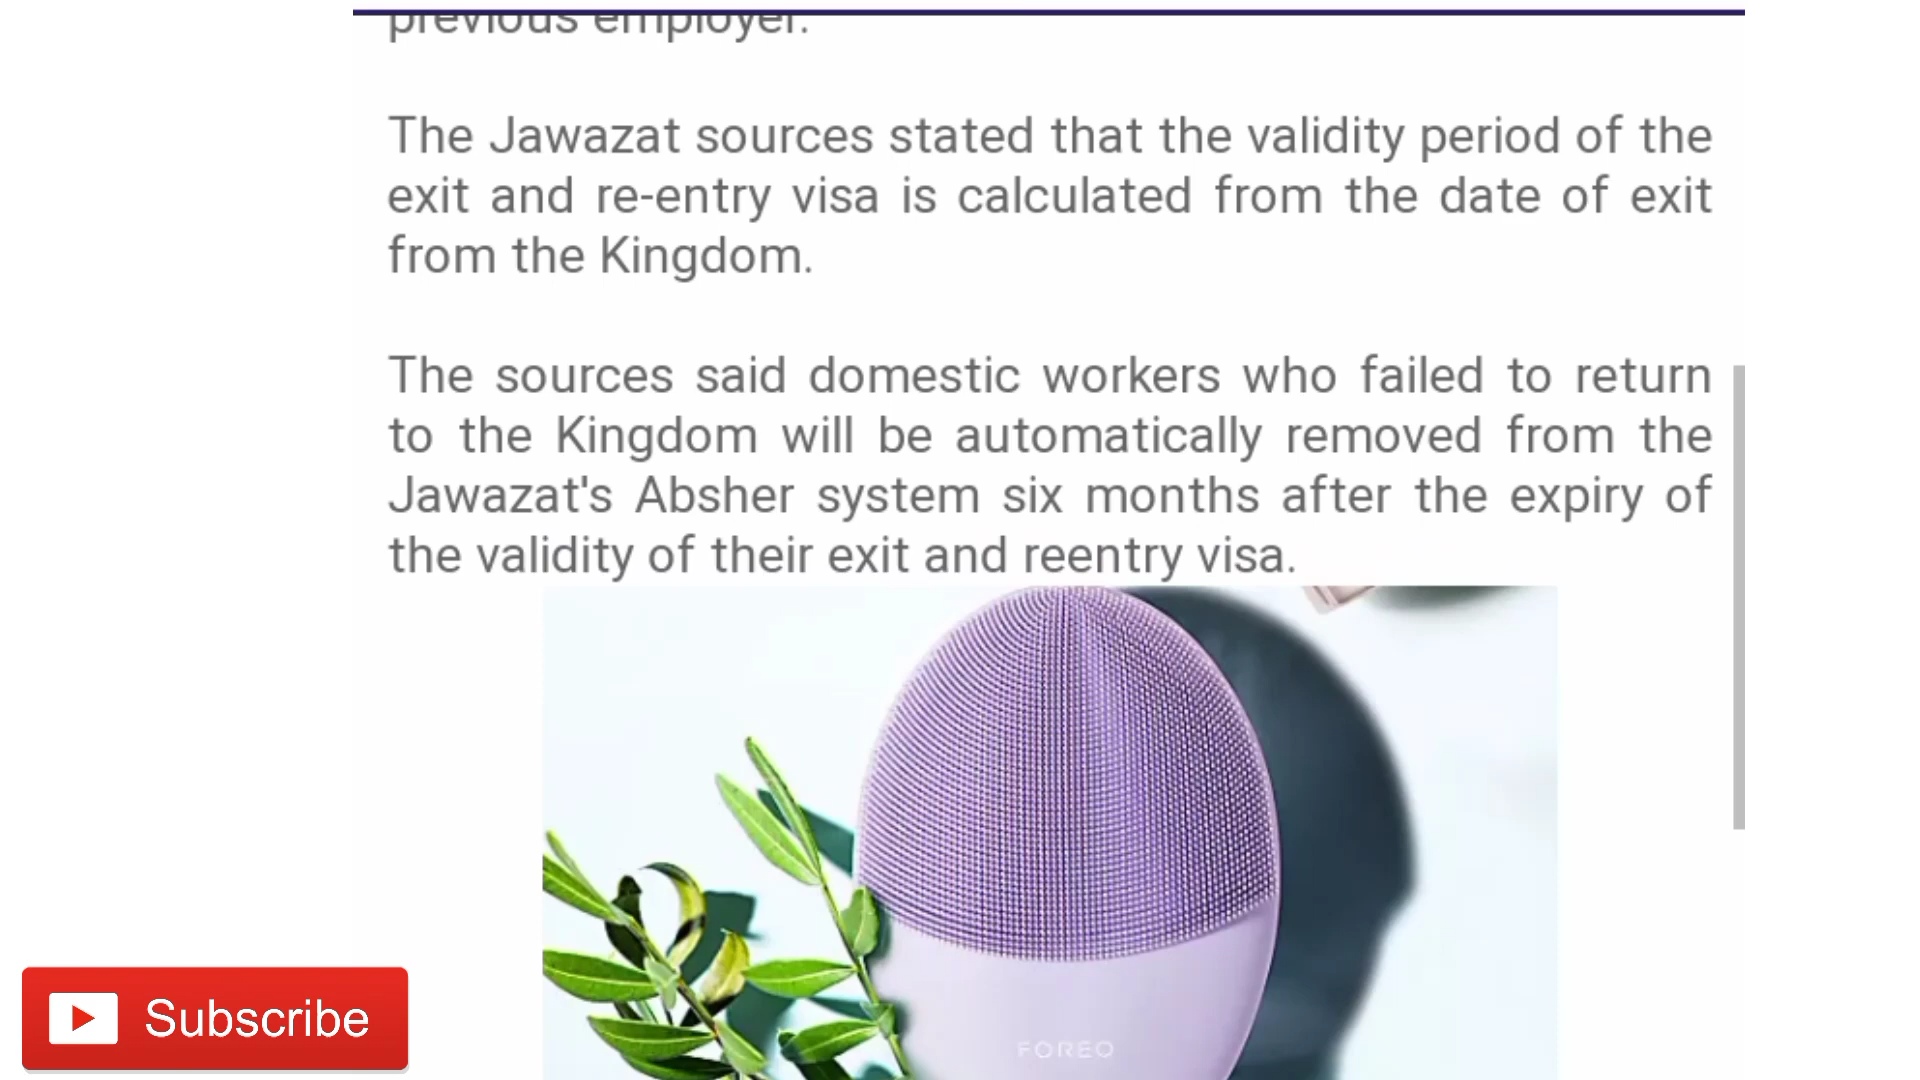 previous employer.
The Jawazat sources stated that the validity period of the
exit and re-entry visa is calculated from the date of exit
from the Kingdom.
The sources said domestic workers who failed to return
to the Kingdom will be automatically removed from the
Jawazat's Absher system six months after the expiry of
the validity of their exit and reentry visa.
FOREO
Subscribe